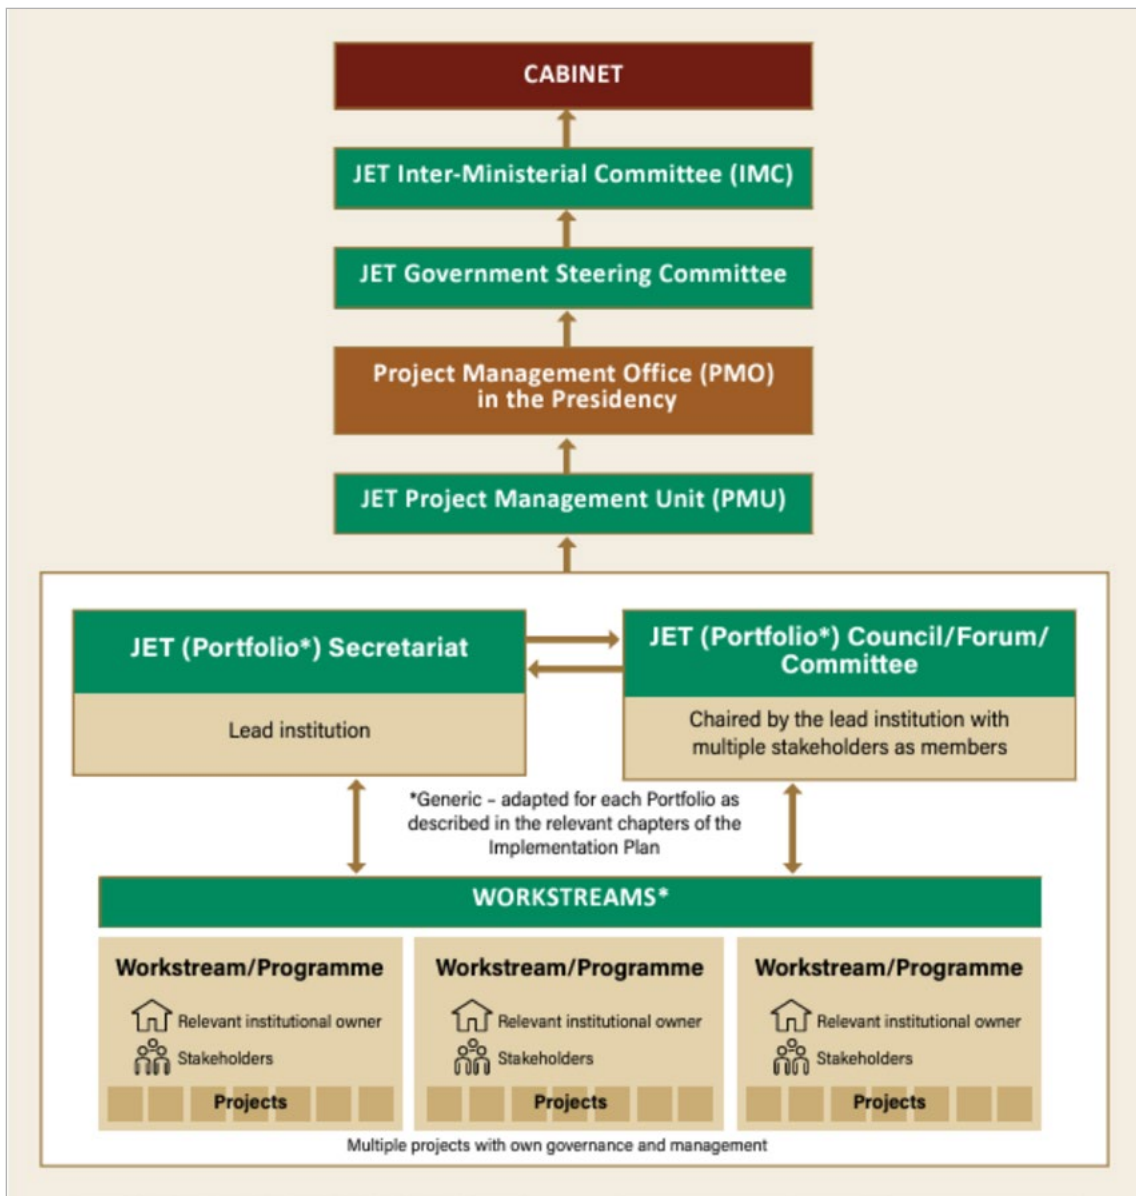 CABINET
JET Inter-Ministerial Committee (IMC)
JET Government Steering Committee
Project Management Office (PMO)
in the Presidency
JET Project Management Unit (PMU)
JET (Portfolio*) Secretariat
Lead institution
JET (Portfolio*) Council/Forum/
Committee
Chaired by the lead institution with
multiple stakeholders as members
*Generic – adapted for each Portfolio as
described in the relevant chapters of the
Implementation Plan
WORKSTREAMS*
Workstream/Programme
Relevant institutional owner
Stakeholders
Projects
Workstream/Programme
Relevant institutional owner
Stakeholders
Projects
Workstream/Programme
Relevant institutional owner
Stakeholders
Projects
Multiple projects with own governance and management